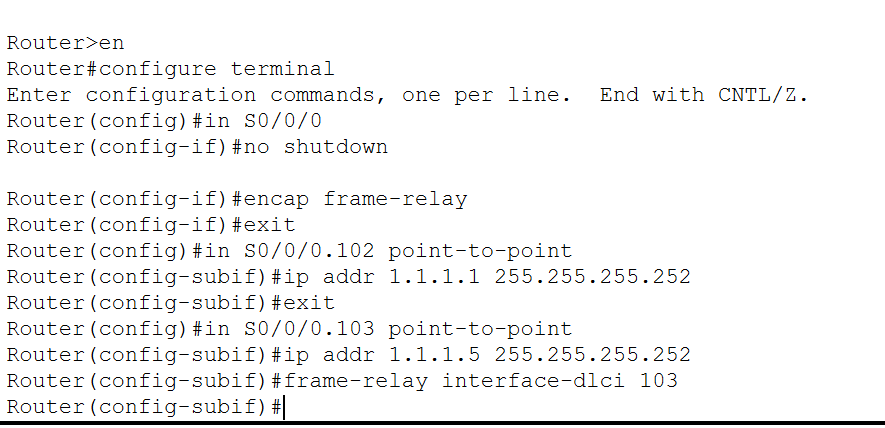 Router>en
Router#configure terminal
Enter configuration commands, one per line.  End with CNTL/Z.
Router(config)#in S0/0/0
Router(config-if)#no shutdown
Router(config-if)#encap frame-relay
Router(config-if)#exit
Router(config)#in S0/0/0.102 point-to-point
Router(config-subif)#ip addr 1.1.1.1 255.255.255.252
Router(config-subif)#exit
Router(config)#in S0/0/0.103 point-to-point
Router(config-subif)#ip addr 1.1.1.5 255.255.255.252
Router(config-subif)#frame-relay interface-dlci 103
Router(config-subif)#